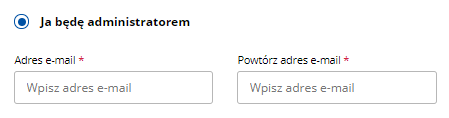 Ja będę administratorem
Adres e-mail * Powtórz adres e-mail *
Wpisz adres e-mail Wpisz adres e-mail